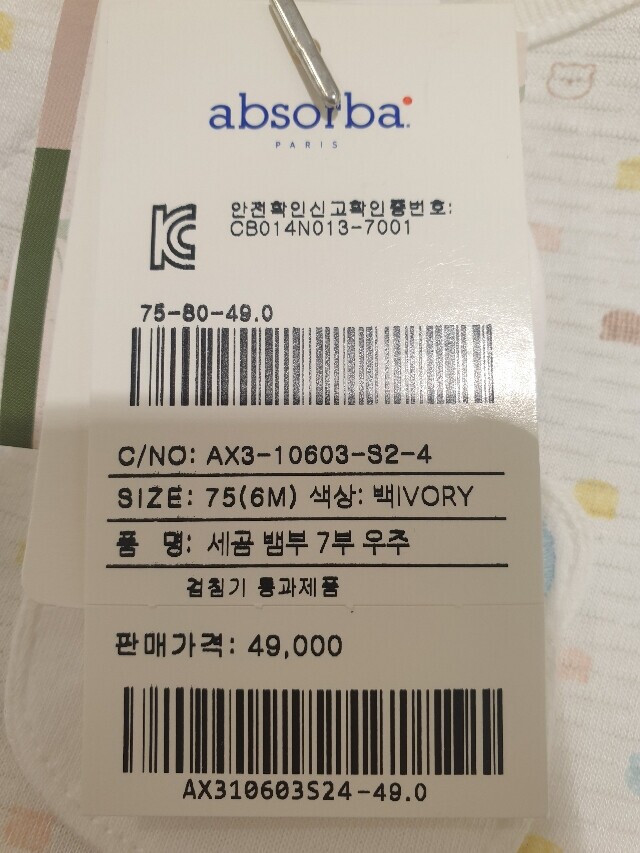 absorba.
PARIS
안전확인신고확인증번호:
CB014N013-7001
75-80-49.0
C/NO: AX3-10603-S2-4
SIZE: 75(6M) 색상: 백IVORY
품 명: 세곰 뱀부 7부 우주
검침기 통과제품
판매가격: 49,000
AX310603S24-49.0